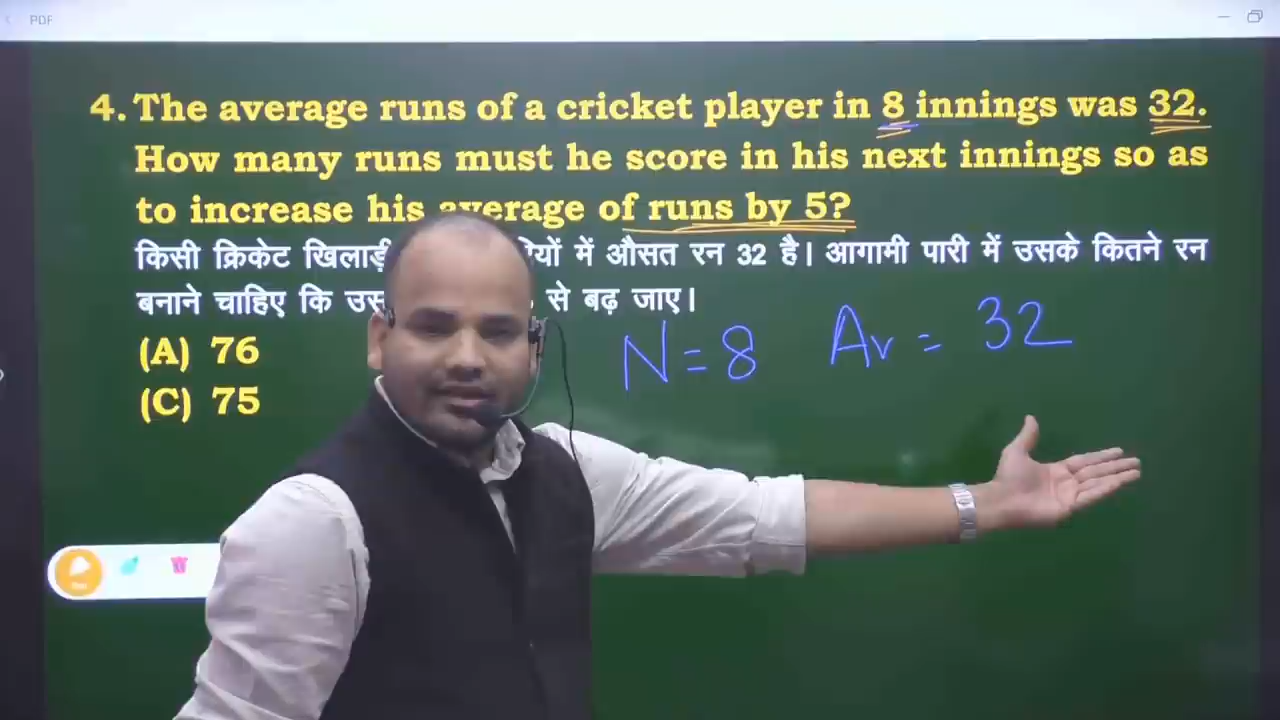 PDF
4. The average runs of a cricket player in 8 innings was 32.
How many runs must he score in his next innings so as
to increase his average of runs by 5?
किसी क्रिकेट में औसत रन 32 है। आगामी पारी में उसके कितने रन
बनाने चाहिए कि से बढ़ जाए।
N=8 Av = 32
(A) 76
(C) 75